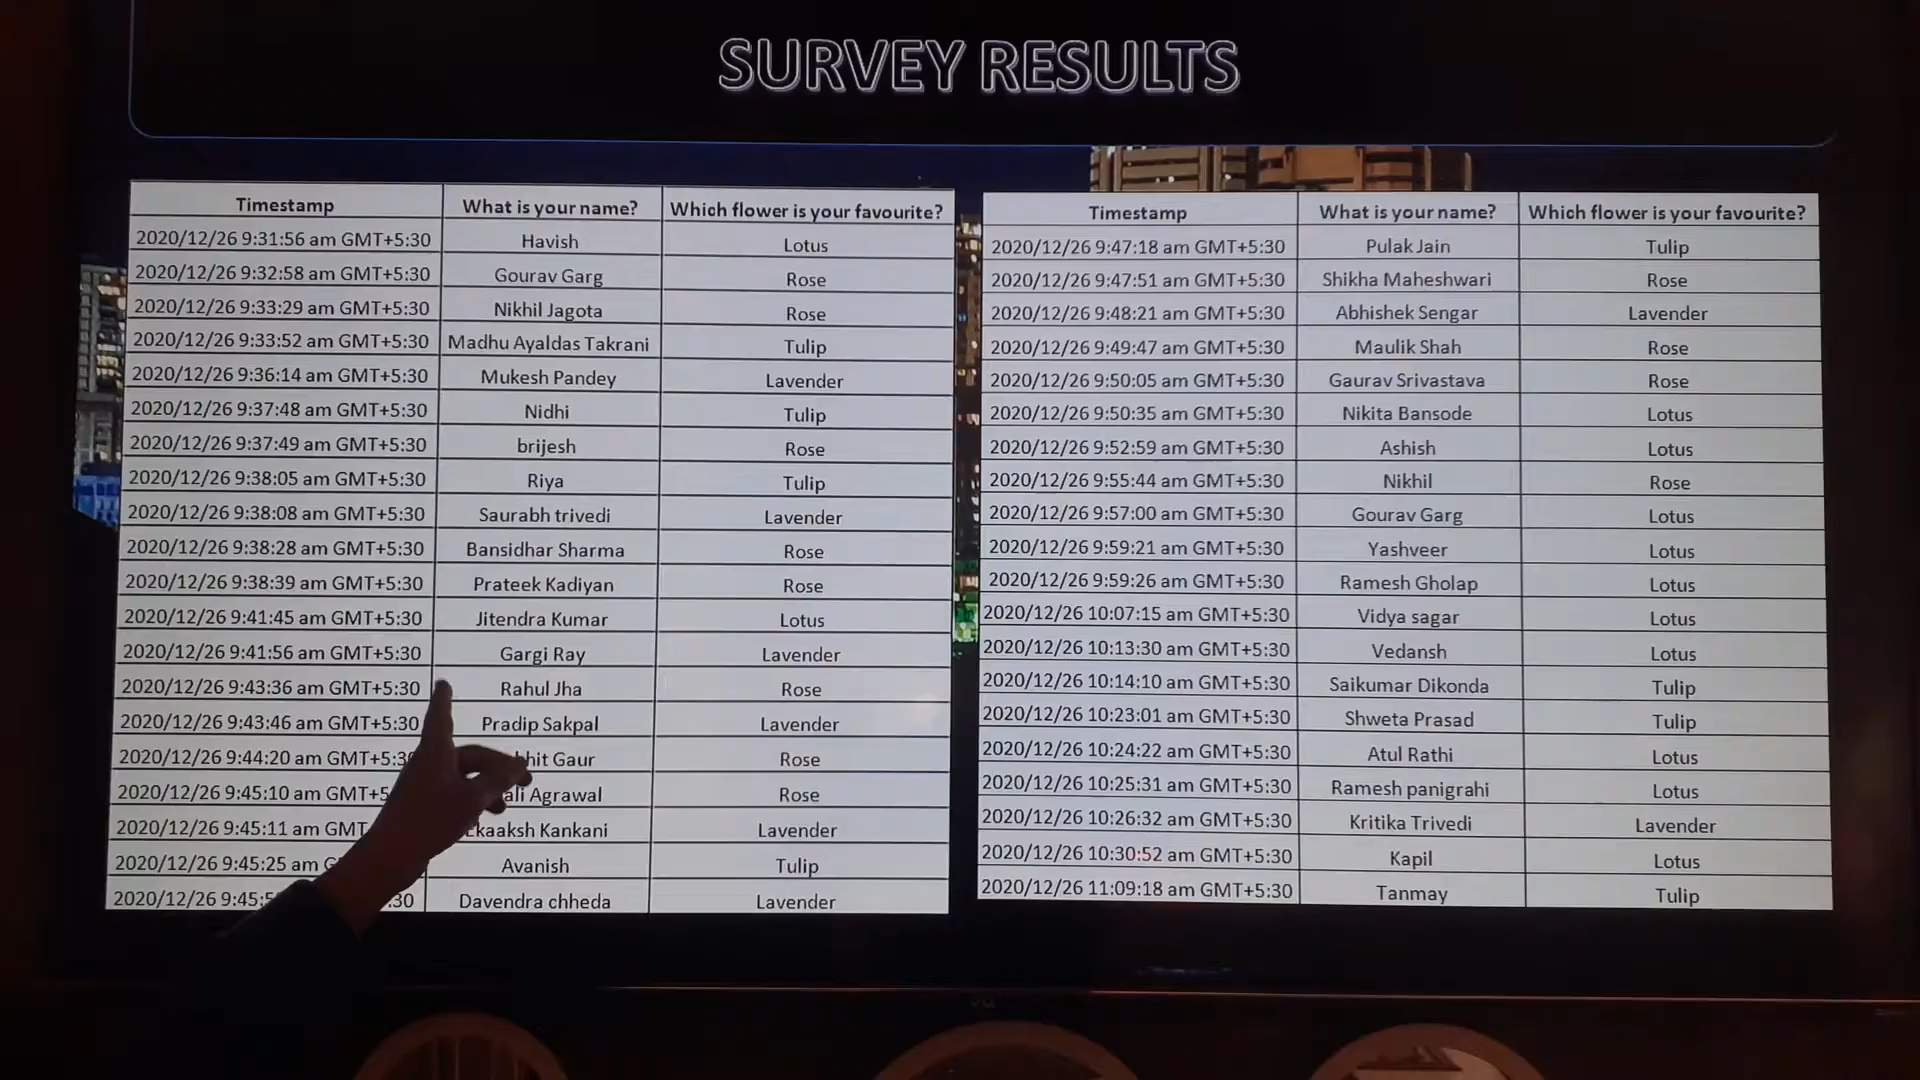 SURVEY RESULTS
Timestamp What is your name? Which flower is your favourite?
2020/12/26 9:31:56 am GMT+5:30 Havish Lotus
2020/12/26 9:32:58 am GMT+5:30 Gourav Garg Rose
2020/12/26 9:33:29 am GMT+5:30 Nikhil Jagota Rose
2020/12/26 9:33:52 am GMT+5:30 Madhu Ayaldas Takrani Tulip
2020/12/26 9:36:14 am GMT+5:30 Mukesh Pandey Lavender
2020/12/26 9:37:48 am GMT+5:30 Nidhi Tulip
2020/12/26 9:37:49 am GMT+5:30 brijesh Rose
2020/12/26 9:38:05 am GMT+5:30 Riya Tulip
2020/12/26 9:38:08 am GMT+5:30 Saurabh trivedi Lavender
2020/12/26 9:38:28 am GMT+5:30 Bansidhar Sharma Rose
2020/12/26 9:38:39 am GMT+5:30 Prateek Kadiyan Rose
2020/12/26 9:41:45 am GMT+5:30 Jitendra Kumar Lotus
2020/12/26 9:41:56 am GMT+5:30 Gargi Ray Lavender
2020/12/26 9:43:36 am GMT+5:30 Rahul Jha Rose
2020/12/26 9:43:46 am GMT+5:30 Pradip Sakpal Lavender
2020/12/26 9:44:20 am Gaur Rose
2020/12/26 9:45:10 am Agrawal Rose
2020/12/26 9:45:11 am Kankani Lavender
2020/12/26 9:45:25 am Avanish Tulip
2020/12/26 Davendra chheda Lavender
Timestamp What is your name? Which flower is your favourite?
2020/12/26 9:47:18 am GMT+5:30 Pulak Jain Tulip
2020/12/26 9:47:51 am GMT+5:30 Shikha Maheshwari Rose
2020/12/26 9:48:21 am GMT+5:30 Abhishek Sengar Lavender
2020/12/26 9:49:47 am GMT+5:30 Maulik Shah Rose
2020/12/26 9:50:05 am GMT+5:30 Gaurav Srivastava Rose
2020/12/26 9:50:35 am GMT+5:30 Nikita Bansode Lotus
2020/12/26 9:52:59 am GMT+5:30 Ashish Lotus
2020/12/26 9:55:44 am GMT+5:30 Nikhil Rose
2020/12/26 9:57:00 am GMT+5:30 Gourav Garg Lotus
2020/12/26 9:59:21 am GMT+5:30 Yashveer Lotus
2020/12/26 9:59:26 am GMT+5:30 Ramesh Gholap Lotus
2020/12/26 10:07:15 am GMT+5:30 Vidya sagar Lotus
2020/12/26 10:13:30 am GMT+5:30 Vedansh Lotus
2020/12/26 10:14:10 am GMT+5:30 Saikumar Dikonda Tulip
2020/12/26 10:23:01 am GMT+5:30 Shweta Prasad Tulip
2020/12/26 10:24:22 am GMT+5:30 Atul Rathi Lotus
2020/12/26 10:25:31 am GMT+5:30 Ramesh panigrahi Lotus
2020/12/26 10:26:32 am GMT+5:30 Kritika Trivedi Lavender
2020/12/26 10:30:52 am GMT+5:30 Kapil Lotus
2020/12/26 11:09:18 am GMT+5:30 Tanmay Tulip